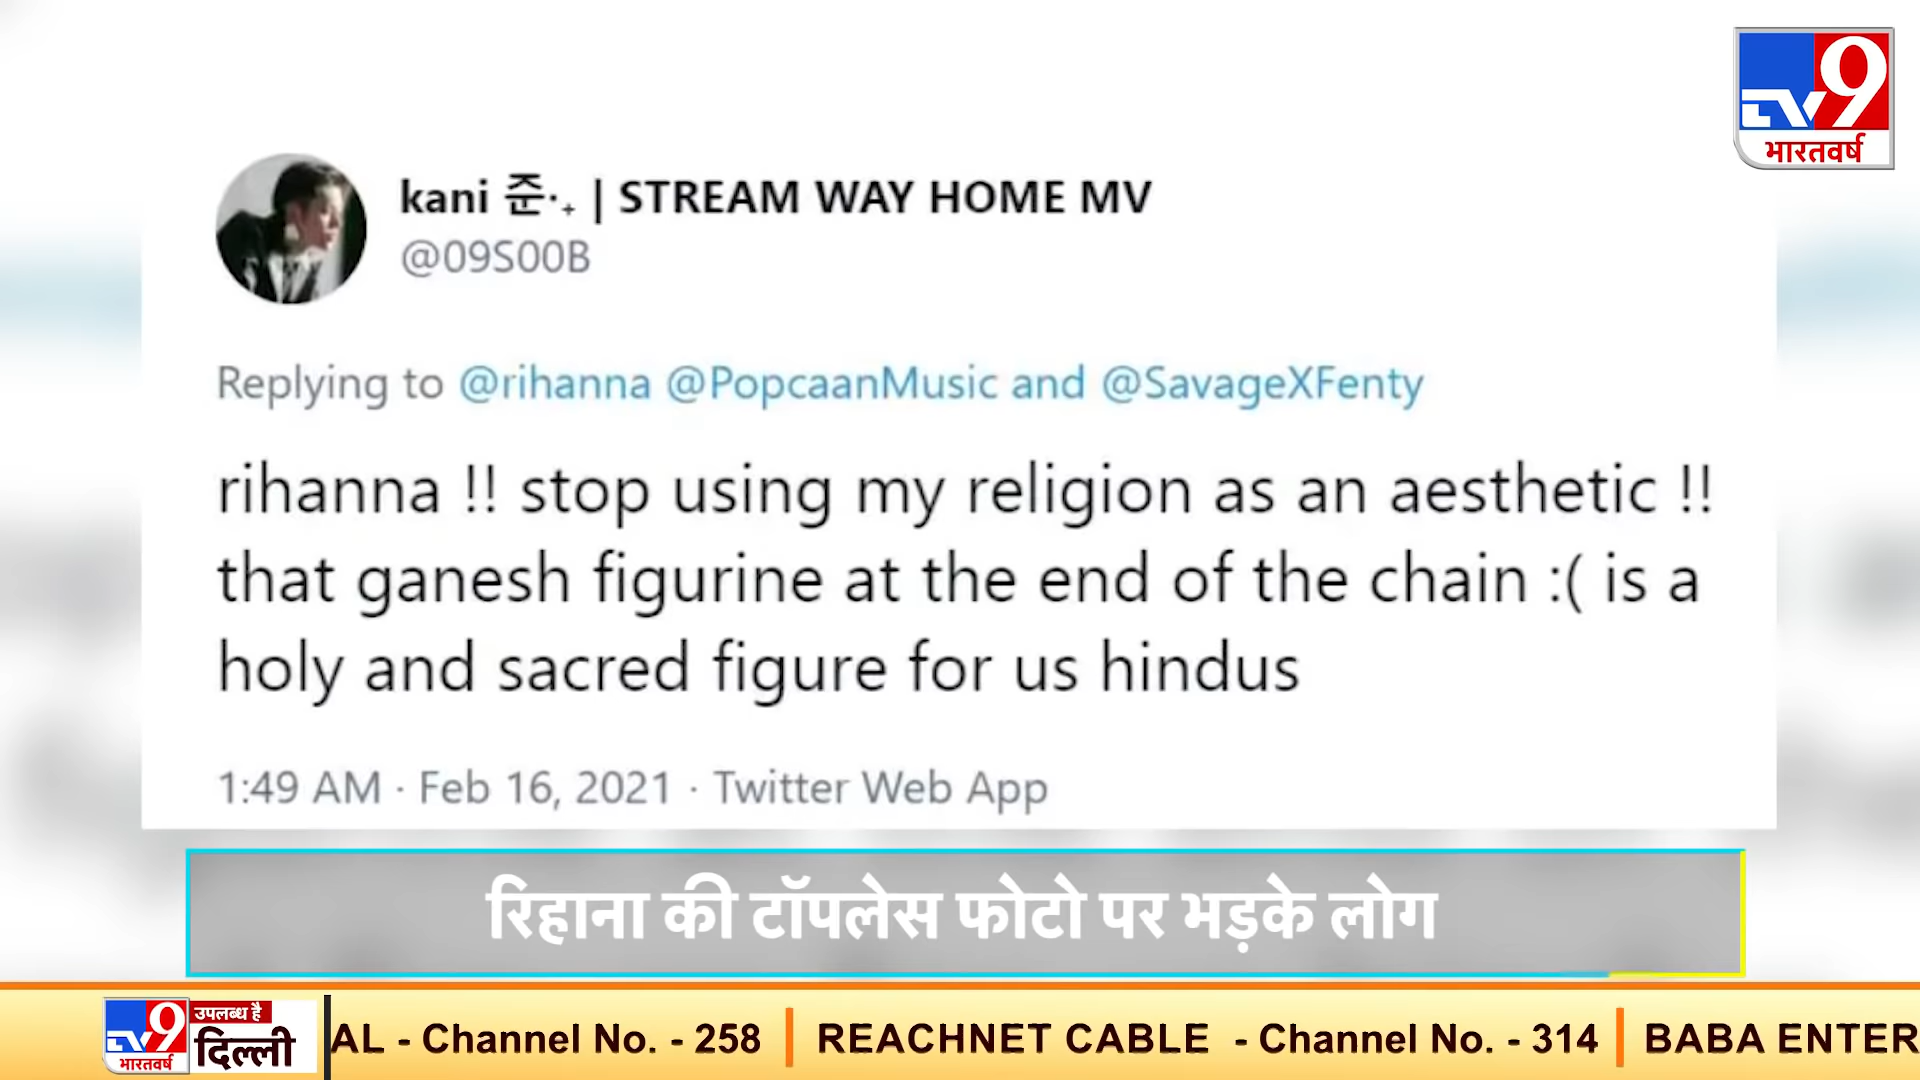 TV9
भारतवर्ष
kani 준·₊ | STREAM WAY HOME MV
@09S00B
Replying to @rihanna @PopcaanMusic and @SavageXFenty
rihanna !! stop using my religion as an aesthetic !!
that ganesh figurine at the end of the chain :( is a
holy and sacred figure for us hindus
1:49 AM · Feb 16, 2021 · Twitter Web App
रिहाना की टॉपलेस फोटो पर भड़के लोग
TV9
भारतवर्ष
उपलब्ध है
दिल्ली
AL - Channel No. - 258 | REACHNET CABLE - Channel No. - 314 | BABA ENTER